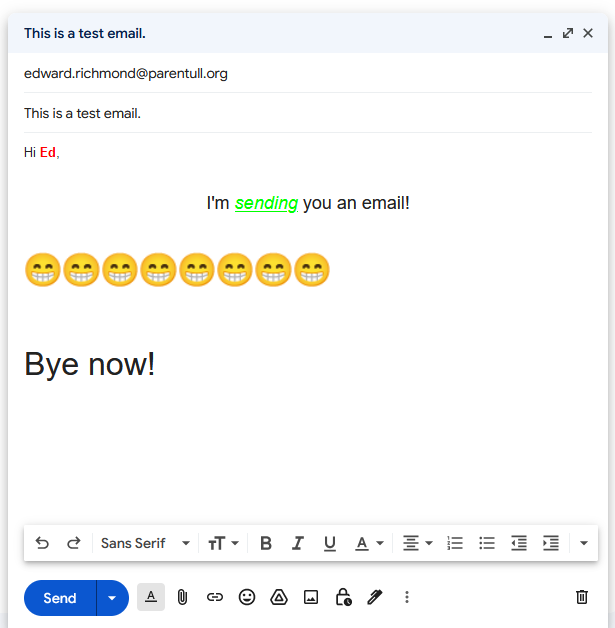 This is a test email.
edward.richmond@parentull.org
This is a test email.
Hi Ed,
I'm sending you an email!
😁😁😁😁😁😁😁😁
Bye now!
Sans Serif
Send